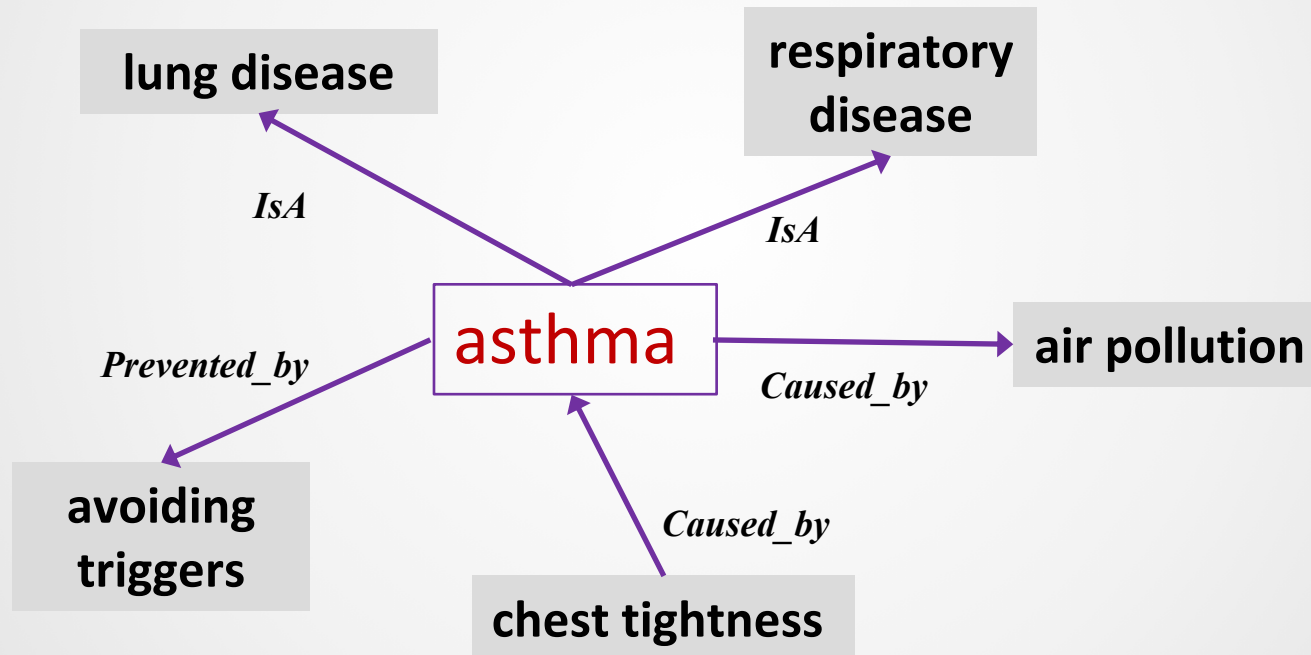 lung disease
respiratory
disease
IsA
IsA
asthma
air pollution
Prevented_by
Caused_by
avoiding
triggers
Caused_by
chest tightness